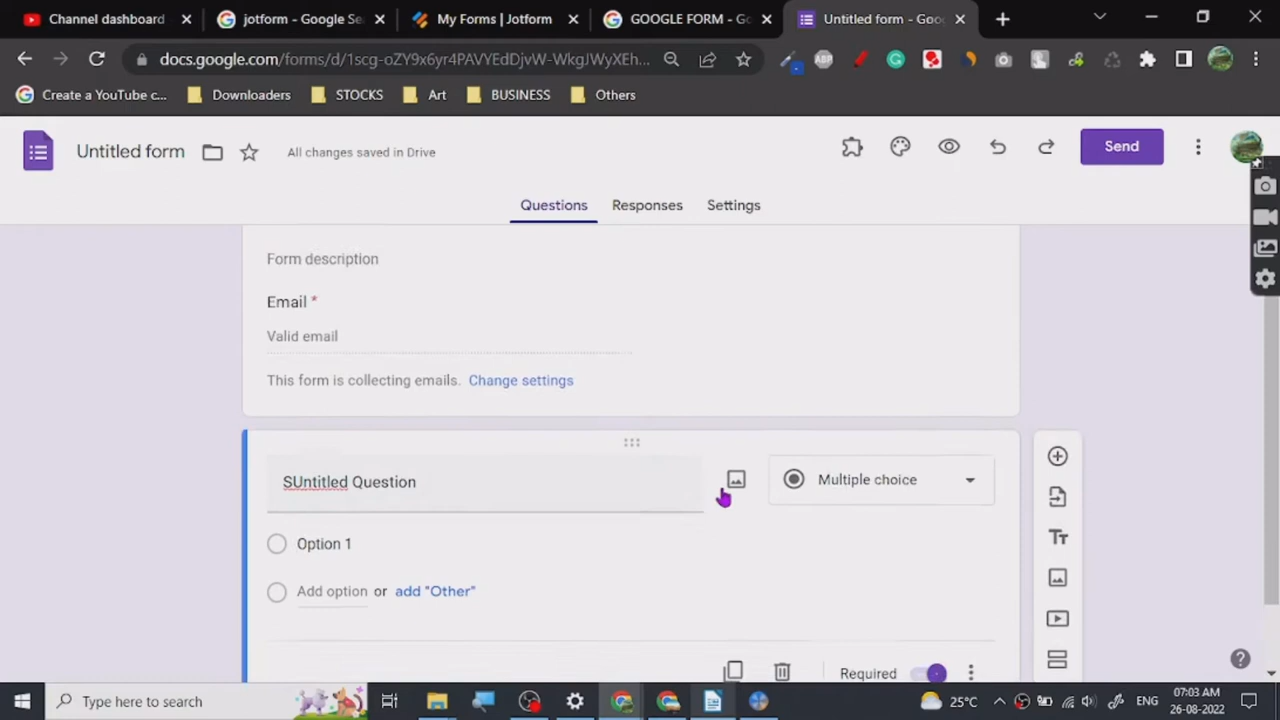 Channel dashboard
jotform - Google Se
My Forms | Jotform
GOOGLE FORM - Go
Untitled form - Goo
docs.google.com/forms/d/1scg-oZY9x6yr4PAVYEdDjvW-WkgJWyXEh...
ABP
Create a YouTube c...
Downloaders
STOCKS
Art
BUSINESS
Others
Untitled form
All changes saved in Drive
Send
Questions
Responses
Settings
Form description
Email *
Valid email
This form is collecting emails. Change settings
SUntitled Question
Multiple choice
Option 1
Add option or add "Other"
Required
Type here to search
25°C
ENG
07:03 AM
26-08-2022